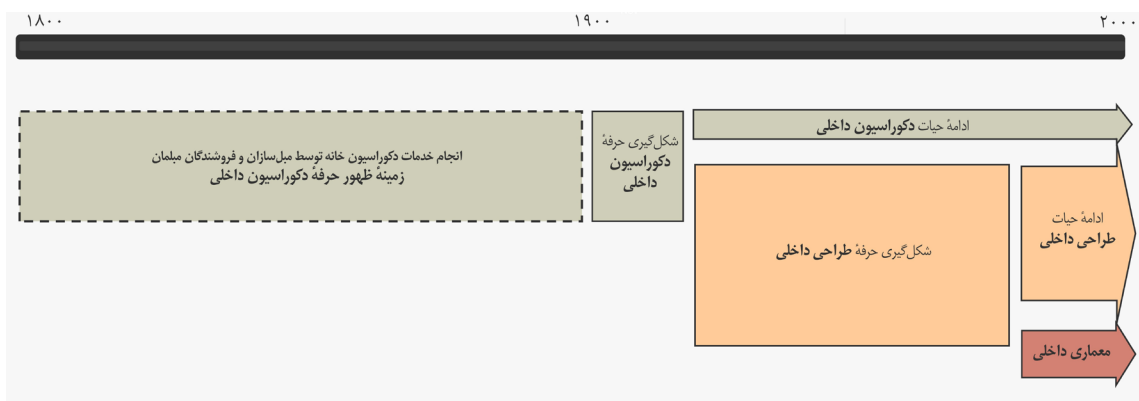 ۱۸۰۰
۱۹۰۰
۲۰۰۰
انجام خدمات دکوراسیون خانه توسط مبل‌سازان و فروشندگان مبلمان
زمینهٔ ظهور حرفهٔ دکوراسیون داخلی
شکل‌گیری حرفهٔ
دکوراسیون
داخلی
ادامهٔ حیات دکوراسیون داخلی
شکل‌گیری حرفهٔ طراحی داخلی
ادامهٔ حیات
طراحی داخلی
معماری داخلی